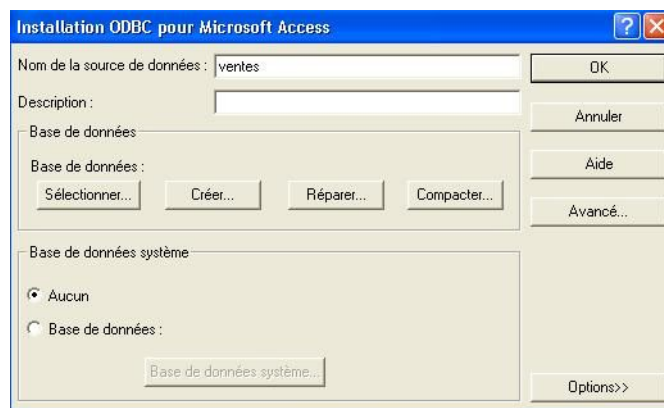 Installation ODBC pour Microsoft Access
Nom de la source de données : ventes
OK
Description :
Annuler
Base de données
Base de données :
Aide
Sélectionner... Créer... Réparer... Compacter...
Avancé...
Base de données système
Aucun
Base de données :
Base de données système...
Options>>